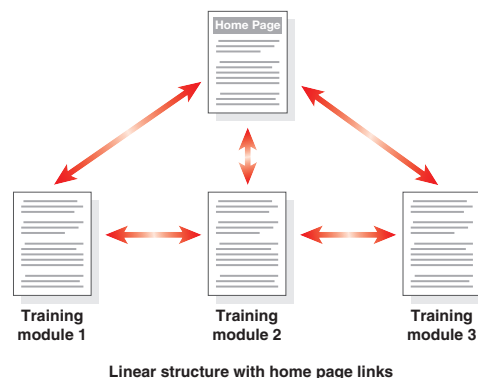 Home Page
Training
module 1
Training
module 2
Training
module 3
Linear structure with home page links